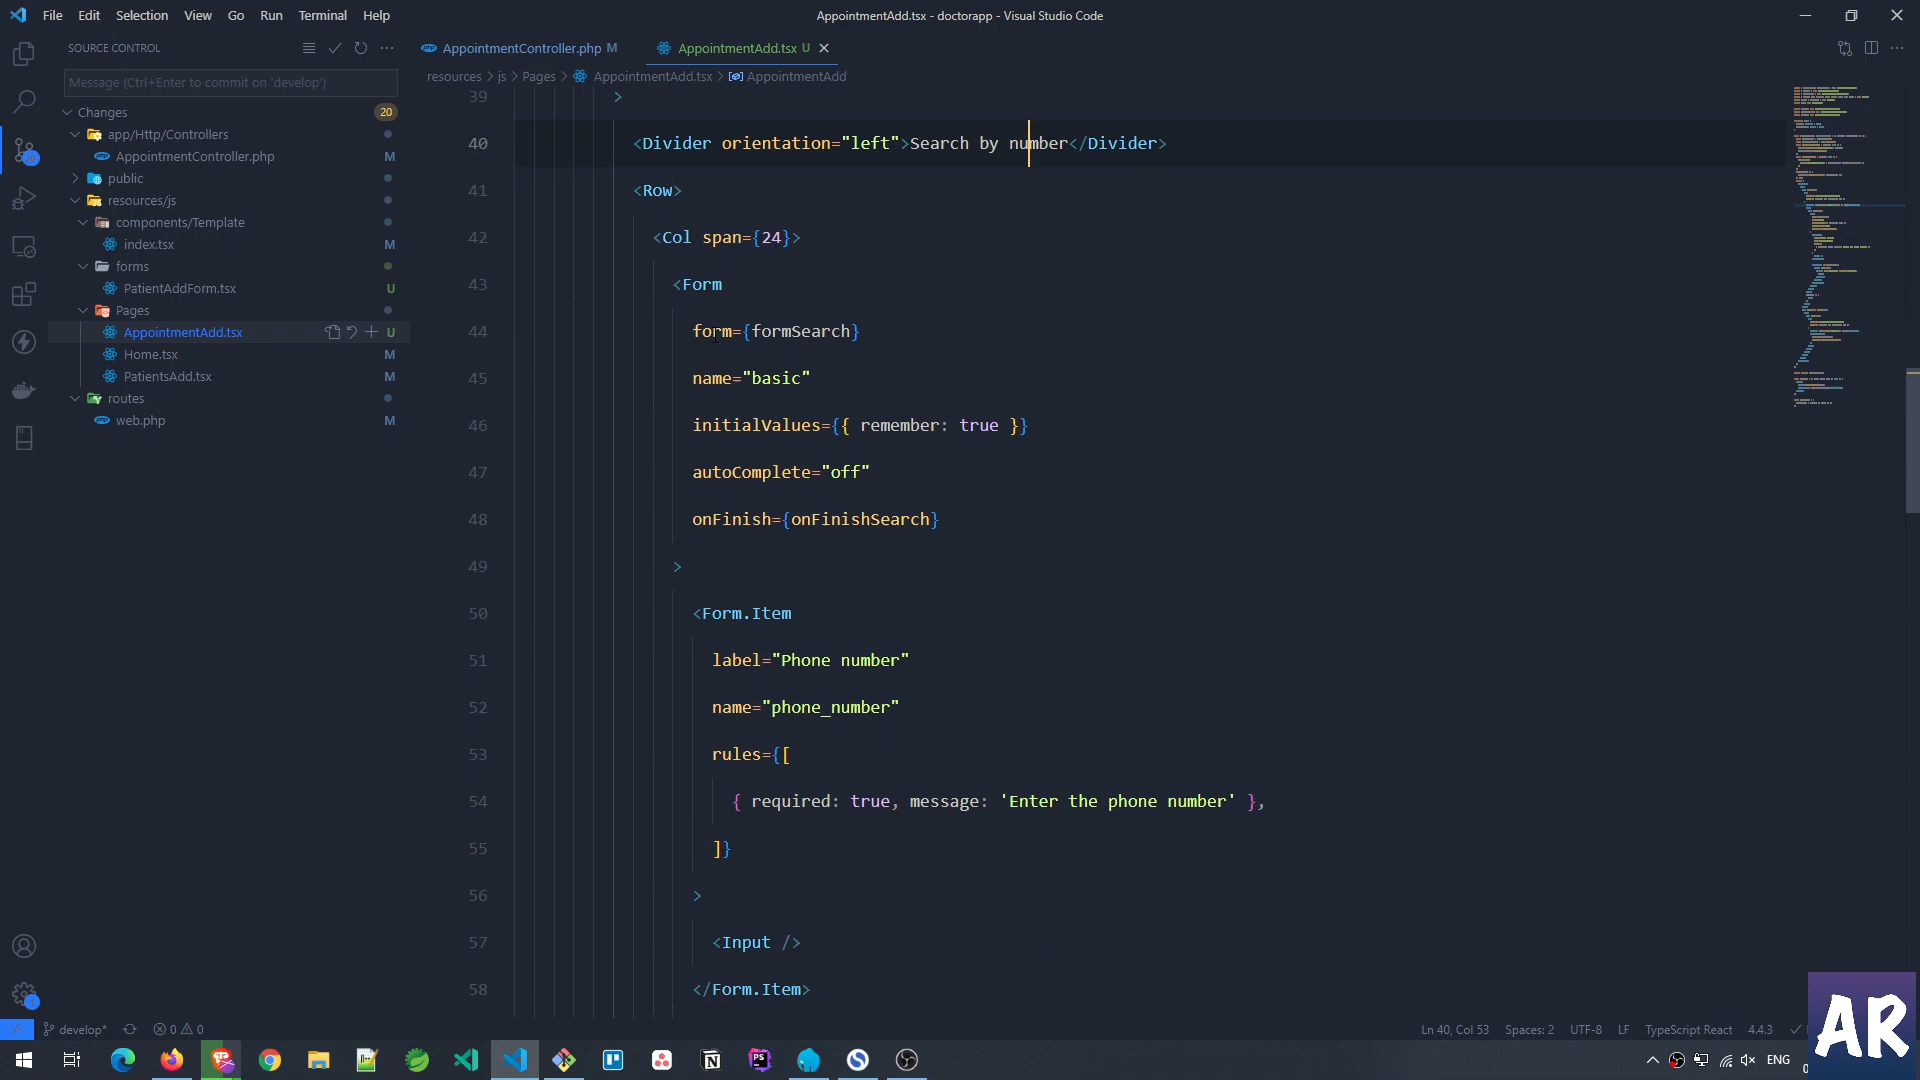 File Edit Selection View Go Run Terminal Help
AppointmentAdd.tsx - doctorapp - Visual Studio Code
SOURCE CONTROL
Message (Ctrl+Enter to commit on 'develop')
Changes 20
app/Http/Controllers
AppointmentController.php M
public
resources/js
components/Template
index.tsx M
forms
PatientAddForm.tsx U
Pages
AppointmentAdd.tsx U
Home.tsx M
PatientsAdd.tsx M
routes
web.php M
AppointmentController.php M AppointmentAdd.tsx U
resources > js > Pages > AppointmentAdd.tsx > AppointmentAdd
39 >
40 <Divider orientation="left">Search by number</Divider>
41 <Row>
42 <Col span={24}>
43 <Form
44 form={formSearch}
45 name="basic"
46 initialValues={{ remember: true }}
47 autoComplete="off"
48 onFinish={onFinishSearch}
49 >
50 <Form.Item
51 label="Phone number"
52 name="phone_number"
53 rules={[
54 { required: true, message: 'Enter the phone number' },
55 ]}
56 >
57 <Input />
58 </Form.Item>
develop* 0 0
Ln 40, Col 53 Spaces: 2 UTF-8 LF TypeScript React 4.4.3
ENG
AR